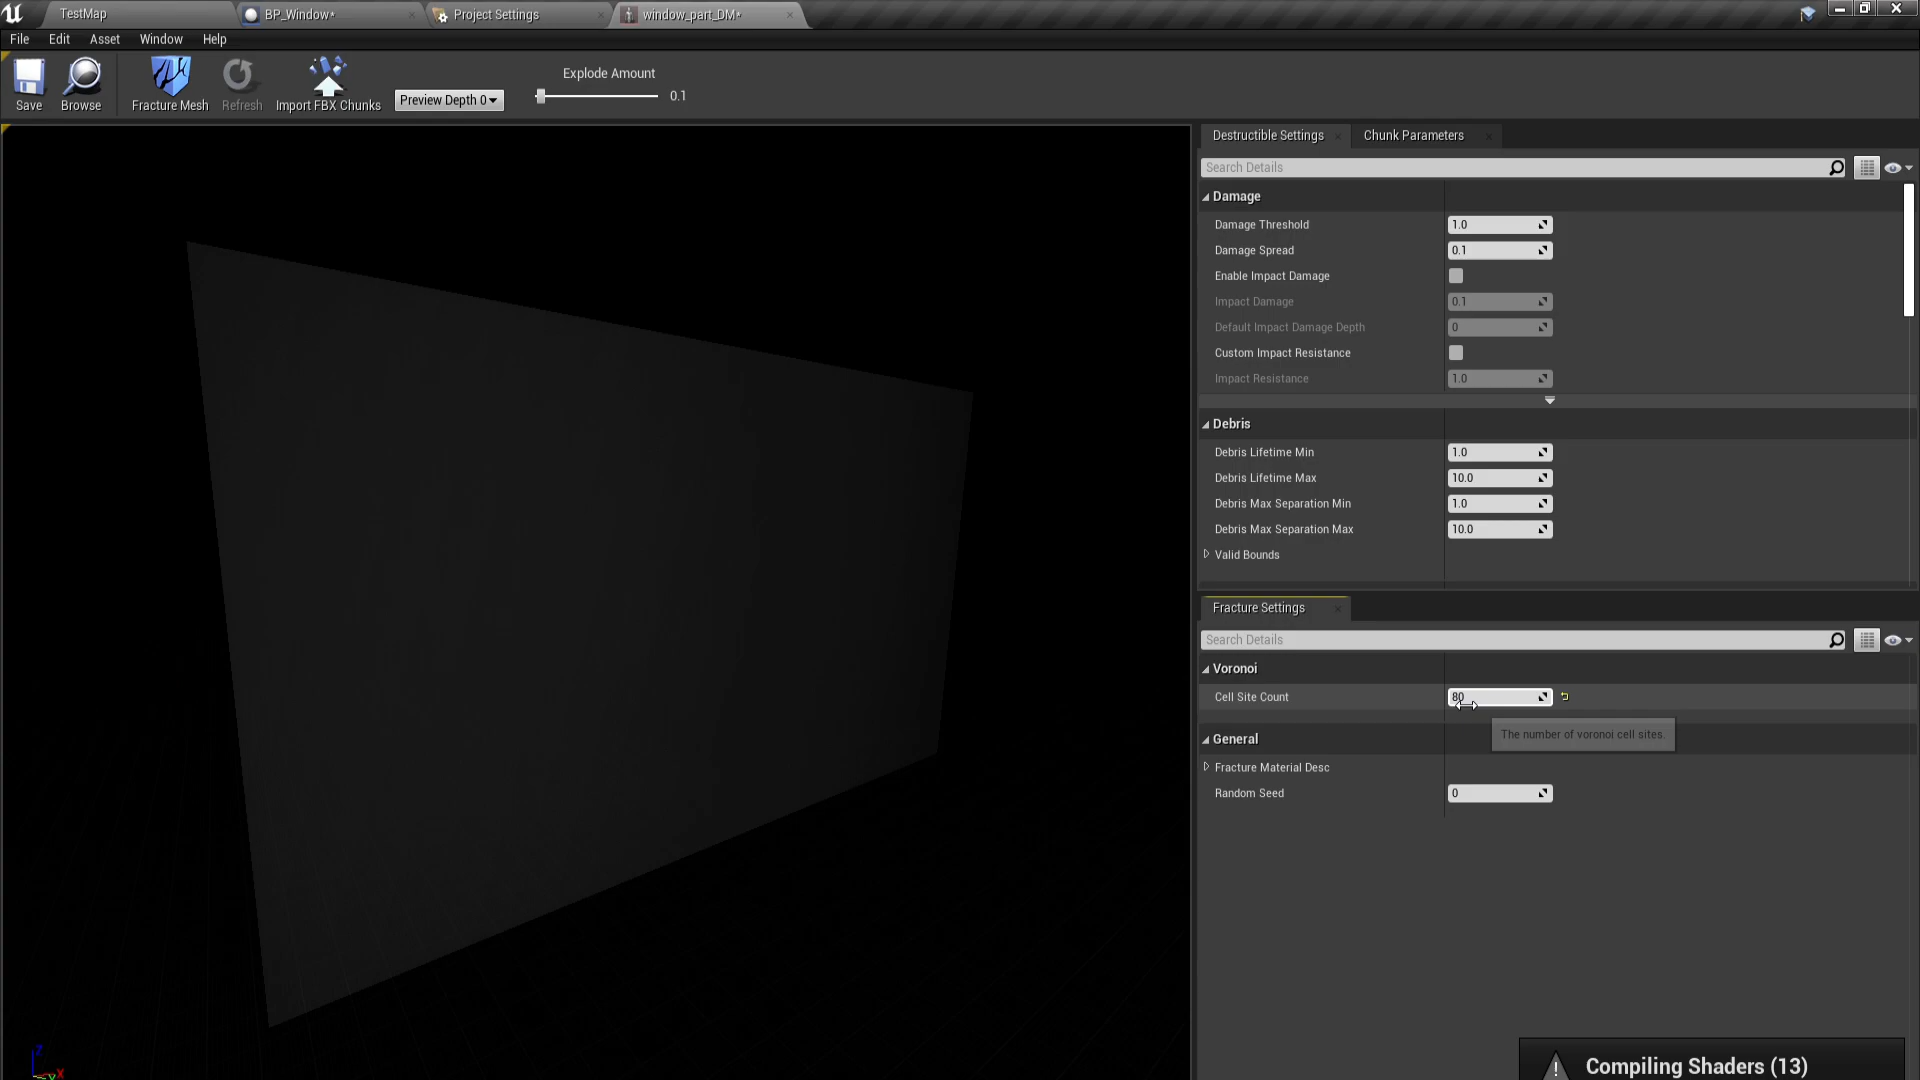 TestMap
BP_Window*
Project Settings
window_part_DM*
File Edit Asset Window Help
Save
Browse
Fracture Mesh
Refresh
Import FBX Chunks
Preview Depth 0
Explode Amount
0.1
Destructible Settings
Chunk Parameters
Search Details
Damage
Damage Threshold 1.0
Damage Spread 0.1
Enable Impact Damage
Impact Damage 0.1
Default Impact Damage Depth 0
Custom Impact Resistance
Impact Resistance 1.0
Debris
Debris Lifetime Min 1.0
Debris Lifetime Max 10.0
Debris Max Separation Min 1.0
Debris Max Separation Max 10.0
Valid Bounds
Fracture Settings
Search Details
Voronoi
Cell Site Count 80
The number of voronoi cell sites.
General
Fracture Material Desc
Random Seed 0
Z
X
Y
Compiling Shaders (13)